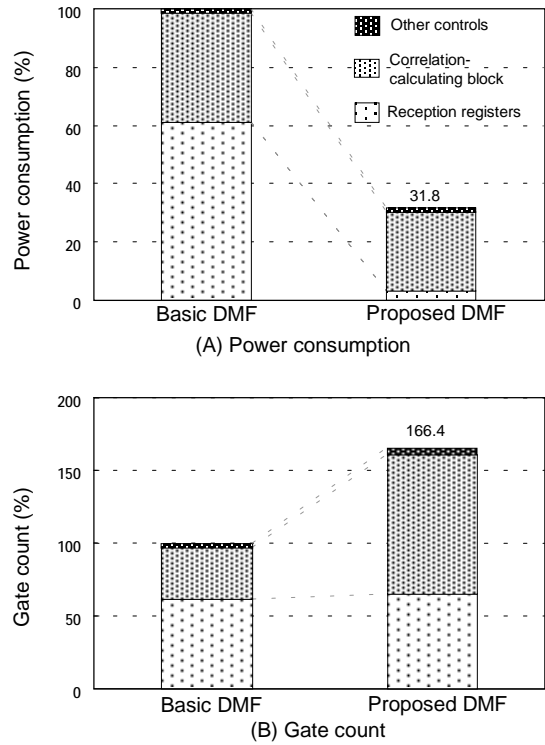 100
80
60
40
20
0
Power consumption (%)
Other controls
Correlation-
calculating block
Reception registers
31.8
Basic DMF
Proposed DMF
(A) Power consumption
200
150
100
50
0
Gate count (%)
166.4
Basic DMF
Proposed DMF
(B) Gate count